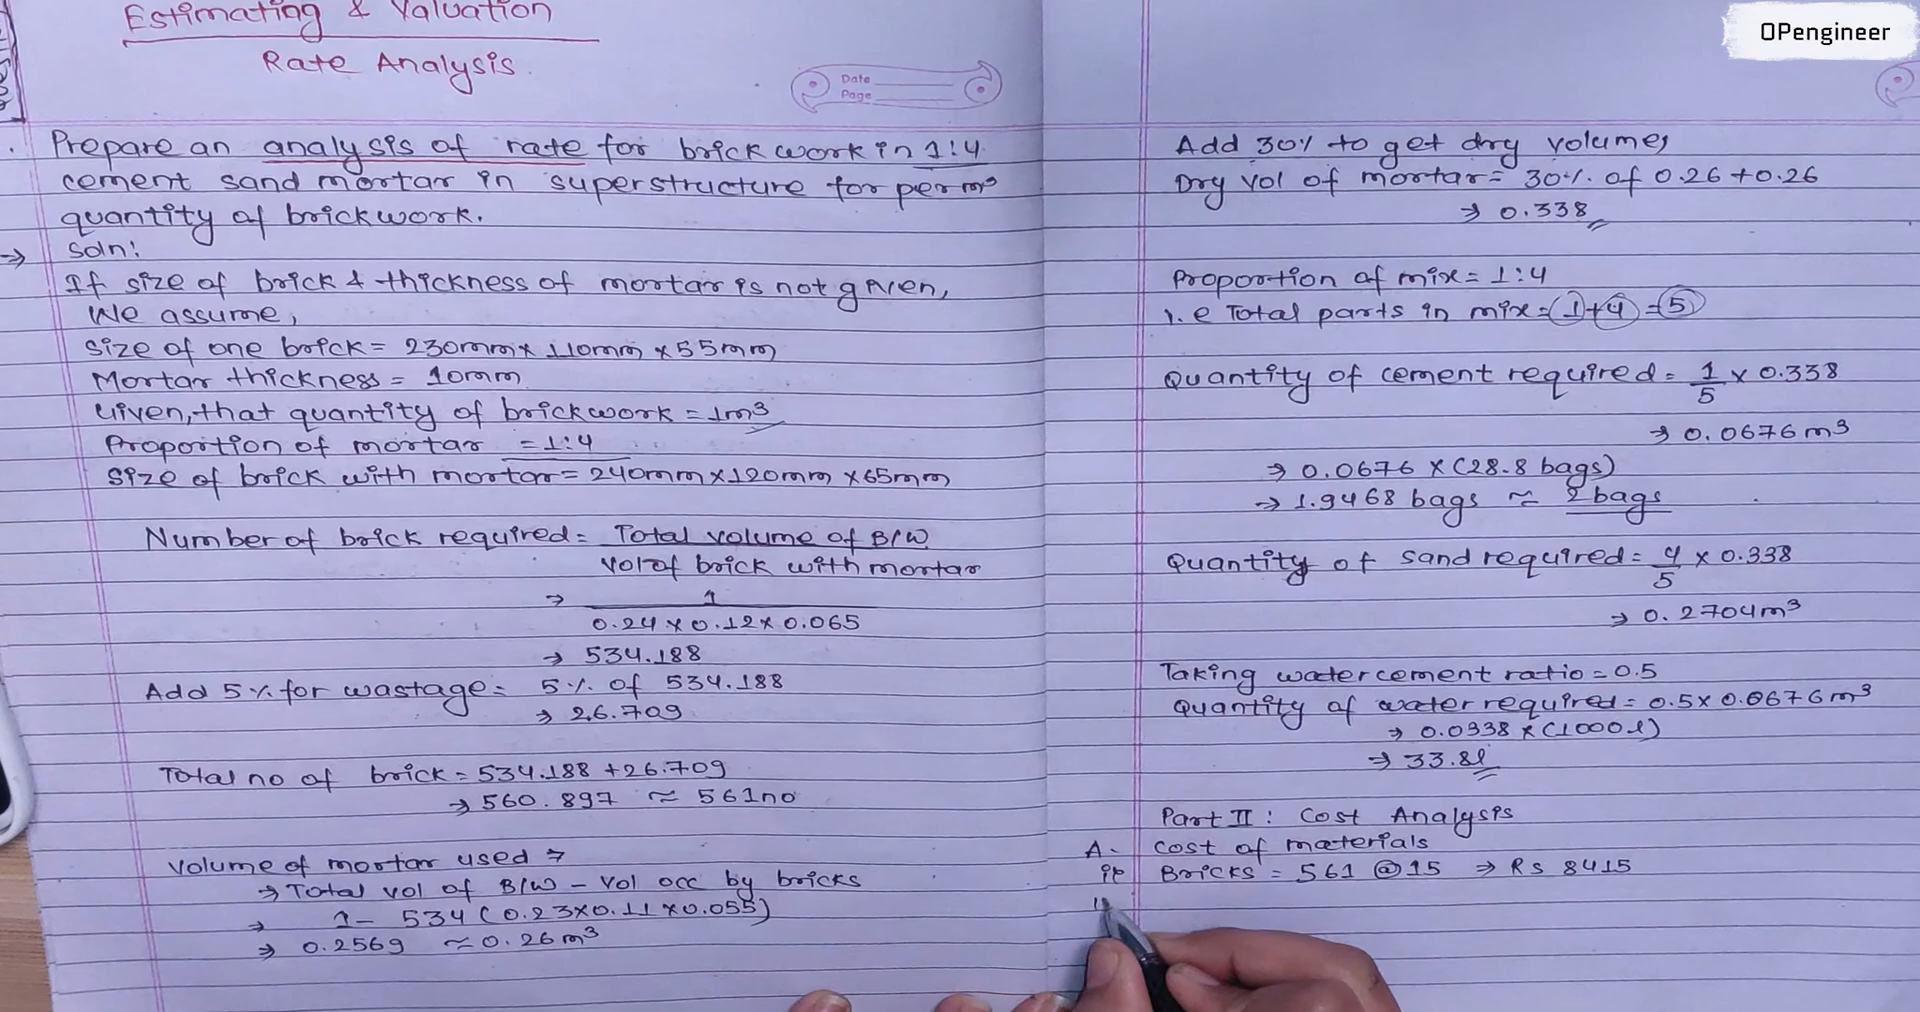 Estimating & Valuation
Rate Analysis
OPengineer
Date
Page
Prepare an analysis of rate for brickwork in 1:4
cement sand mortar in superstructure for per m³
quantity of brickwork.
→ Soln:
If size of brick & thickness of mortar is not given,
We assume,
Size of one brick = 230mm x 110mm x 55mm
Mortar thickness = 10mm
Given, that quantity of brickwork = 1m³
Proportion of mortar = 1:4
Size of brick with mortar = 240mm x 120mm x 65mm
Number of brick required = Total volume of B/W
Vol of brick with mortar
→ 1
0.24 x 0.12 x 0.065
→ 534.188
Add 5% for wastage = 5% of 534.188
→ 26.709
Total no of brick = 534.188 + 26.709
→ 560.897 ≈ 561 no
Volume of mortar used →
→ Total vol of B/W - Vol occ by bricks
→ 1 - 534 (0.23x0.11x0.055)
→ 0.2569 ≈ 0.26 m³
Add 30% to get dry volume,
Dry vol of mortar = 30% of 0.26 + 0.26
→ 0.338
Proportion of mix = 1:4
i.e Total parts in mix = 1+4 = 5
Quantity of cement required = 1 x 0.338
5
→ 0.0676 m³
→ 0.0676 x (28.8 bags)
→ 1.9468 bags ≈ 2 bags
Quantity of sand required = 4 x 0.338
5
→ 0.2704 m³
Taking water cement ratio = 0.5
Quantity of water required = 0.5 x 0.0676 m³
→ 0.0338 x (1000 l)
→ 33.8l
Part II : Cost Analysis
A. Cost of materials
Bricks = 561 @ 15 → Rs 8415